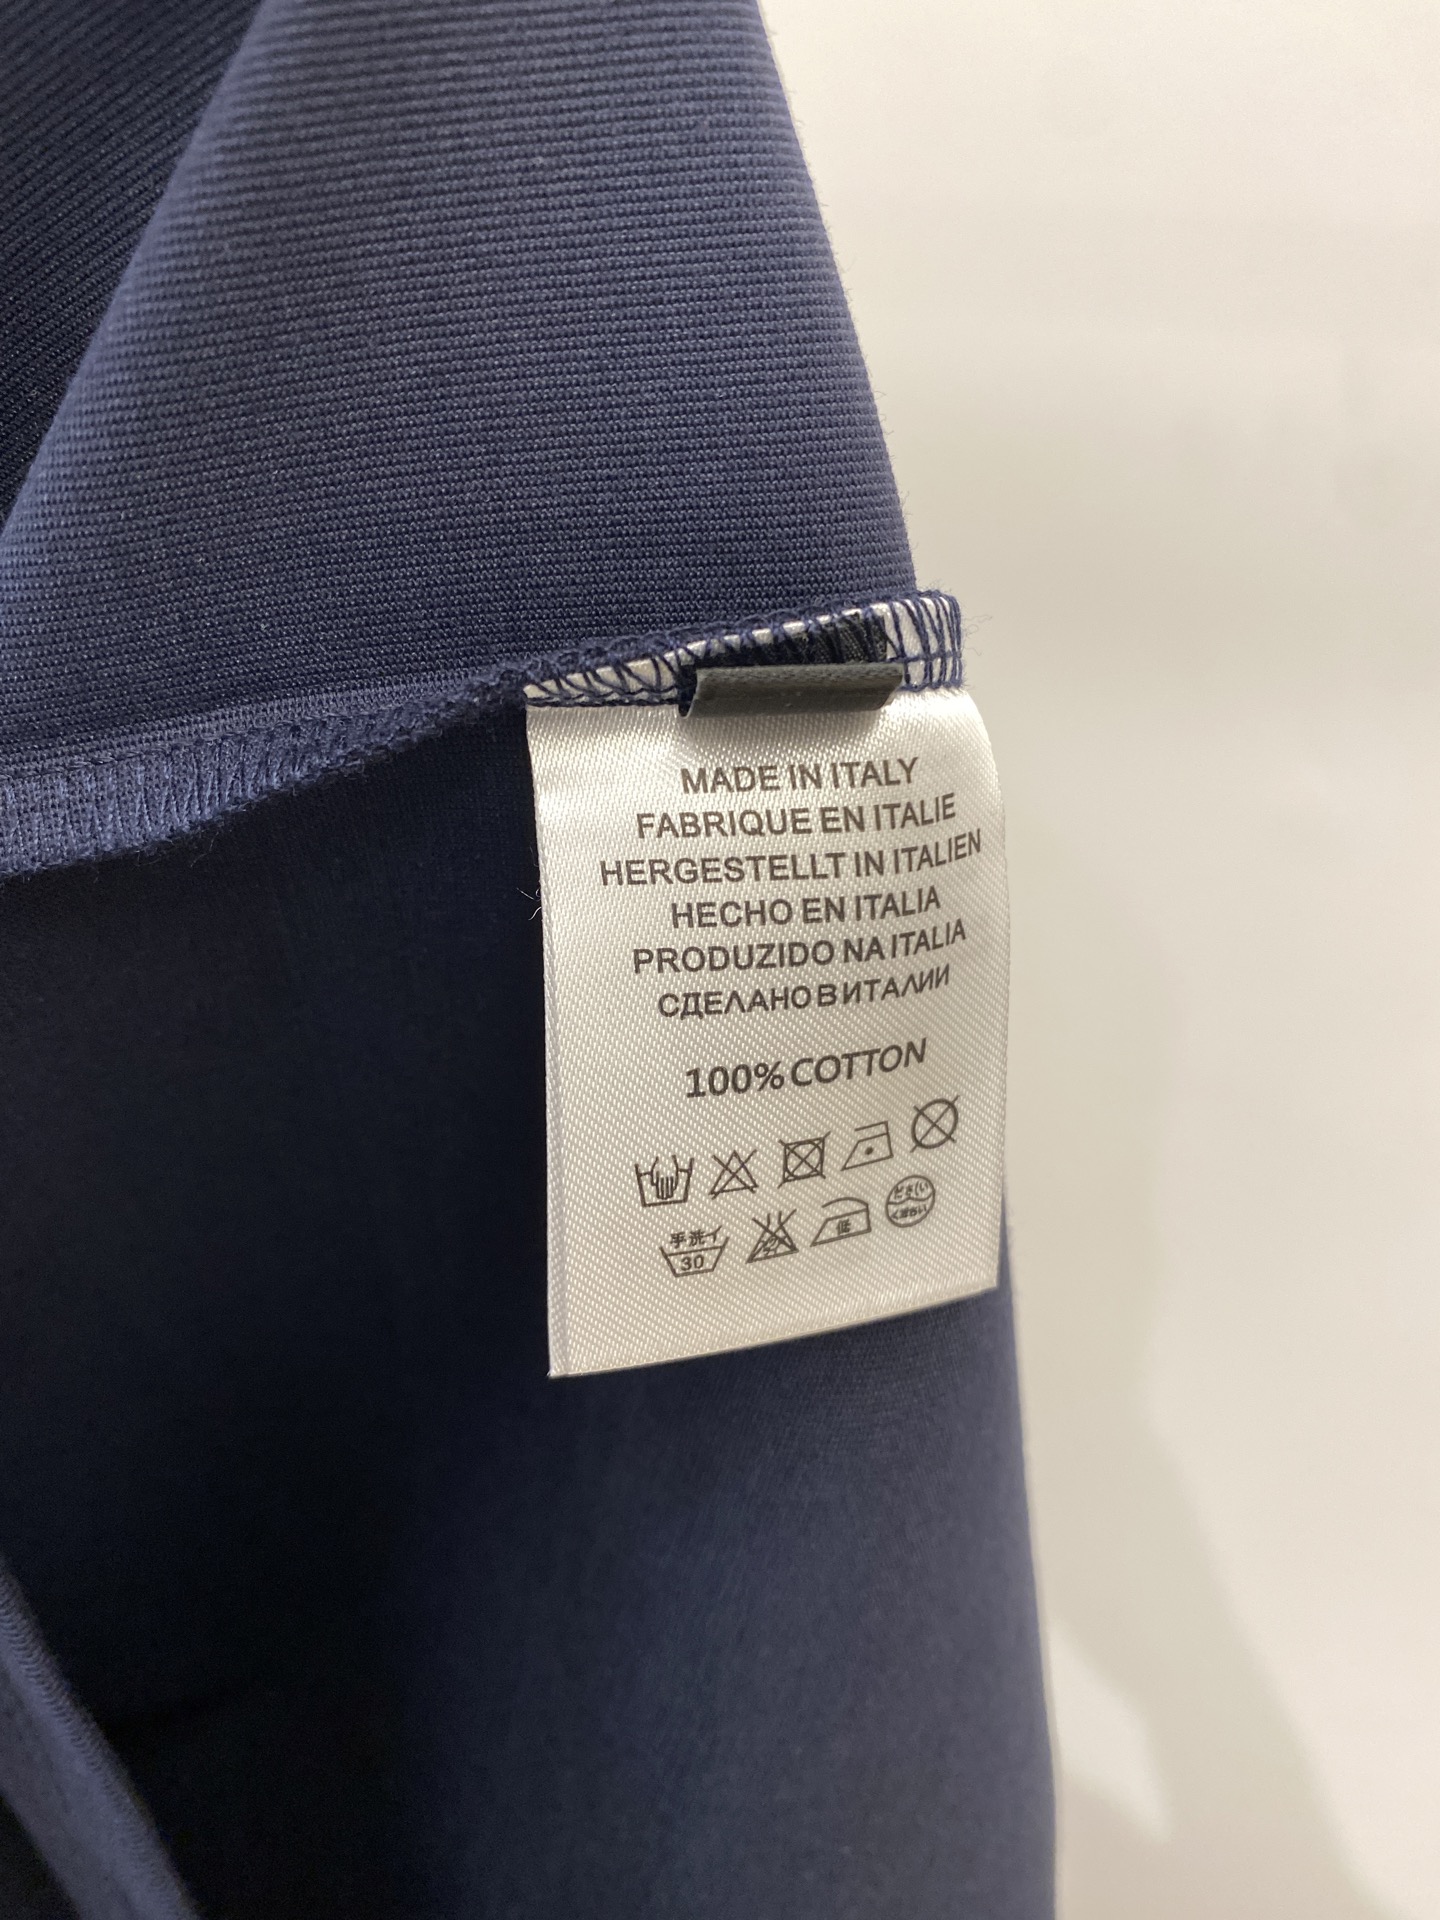 MADE IN ITALY
FABRIQUE EN ITALIE
HERGESTELLT IN ITALIEN
HECHO EN ITALIA
PRODUZIDO NA ITALIA
СДЕЛАНО В ИТАЛИИ
100% COTTON
手洗イ
30
低